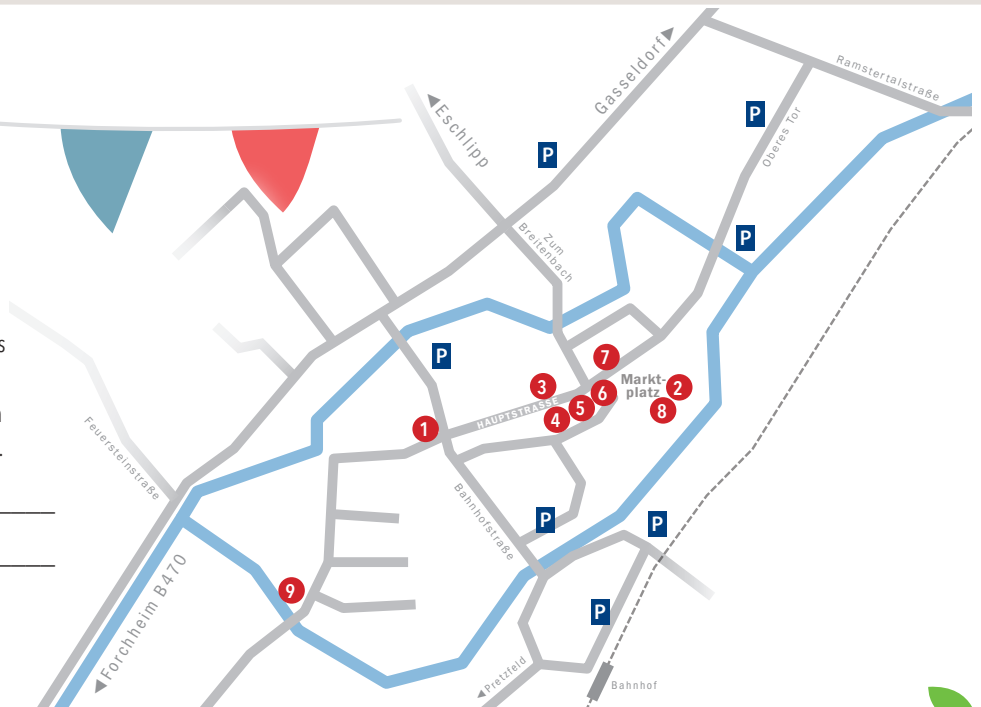 Gasseldorf
Ramstertalstraße
Eschlipp
P
P
Oberes Tor
Zum
Breitenbach
P
s
P
7
Markt-
platz
3
6
2
5
8
4
HAUPTSTRASSE
1
Feuersteinstraße
Bahnhofstraße
P
P
Forchheim B470
9
P
Pretzfeld
Bahnhof